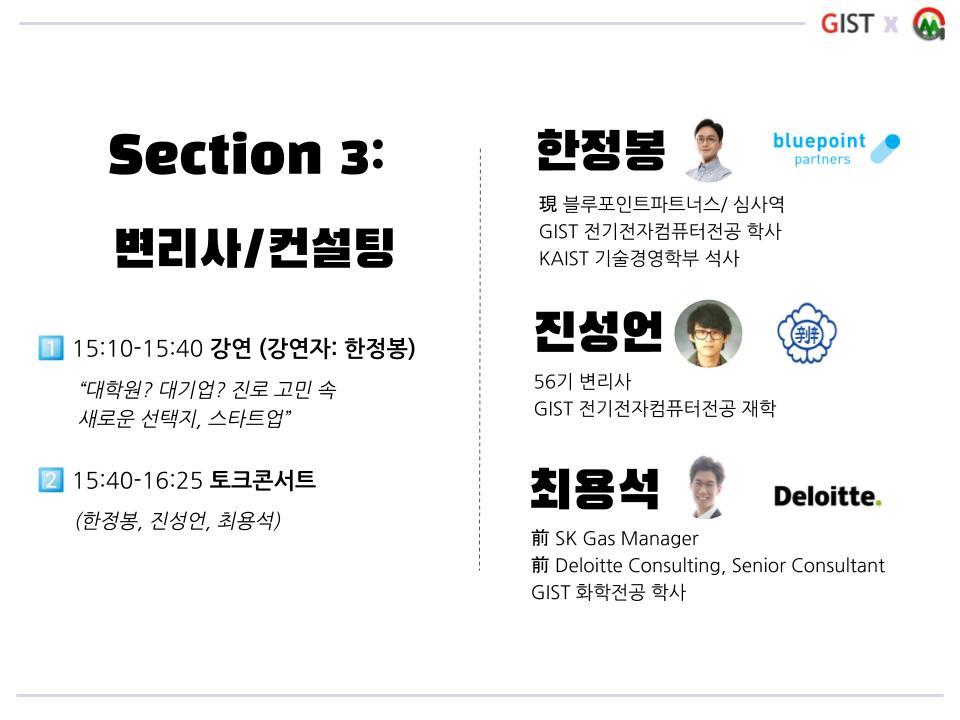 GIST x
Section 3:
변리사/컨설팅
1 15:10-15:40 강연 (강연자: 한정봉)
“대학원? 대기업? 진로 고민 속
새로운 선택지, 스타트업”
2 15:40-16:25 토크콘서트
(한정봉, 진성언, 최용석)
한정봉
bluepoint
partners
現 블루포인트파트너스/ 심사역
GIST 전기전자컴퓨터전공 학사
KAIST 기술경영학부 석사
진성언
56기 변리사
GIST 전기전자컴퓨터전공 재학
최용석
Deloitte.
前 SK Gas Manager
前 Deloitte Consulting, Senior Consultant
GIST 화학전공 학사